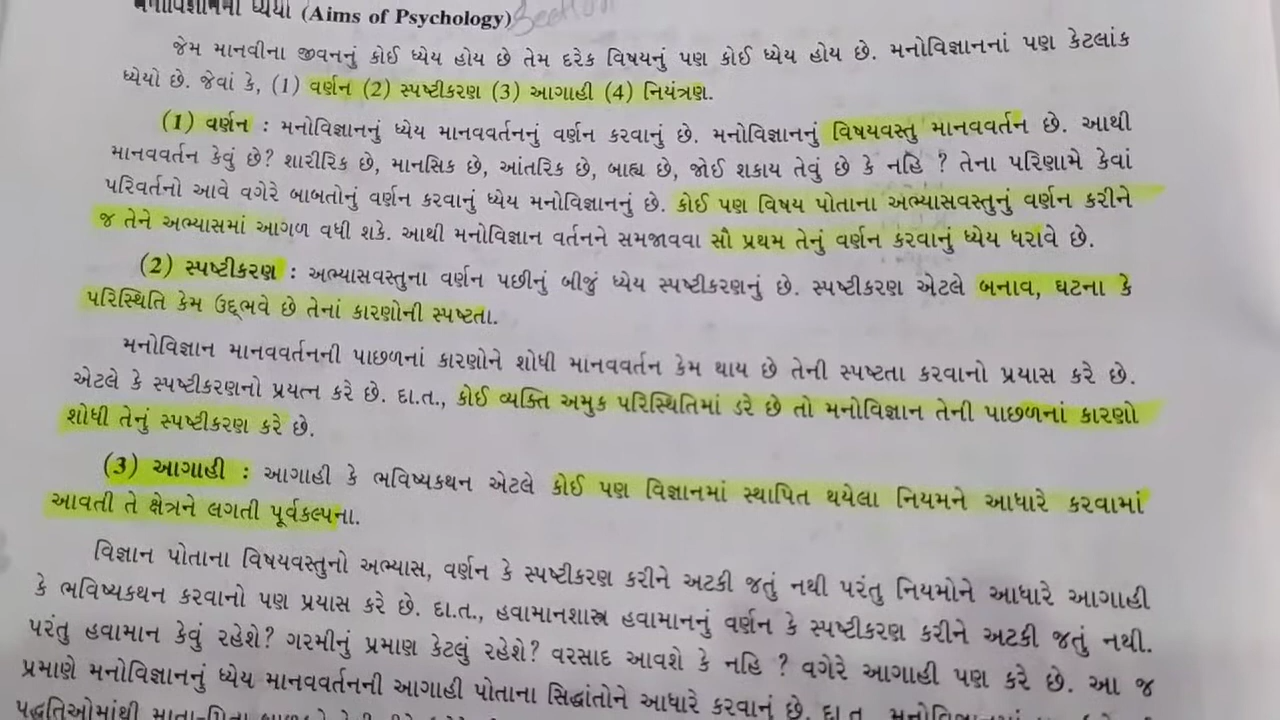 મનોવિજ્ઞાનના ધ્યેયો (Aims of Psychology) Section
જેમ માનવીના જીવનનું કોઈ ધ્યેય હોય છે તેમ દરેક વિષયનું પણ કોઈ ધ્યેય હોય છે. મનોવિજ્ઞાનનાં પણ કેટલાંક
ધ્યેયો છે. જેવાં કે, (1) વર્ણન (2) સ્પષ્ટીકરણ (3) આગાહી (4) નિયંત્રણ.
(1) વર્ણન : મનોવિજ્ઞાનનું ધ્યેય માનવવર્તનનું વર્ણન કરવાનું છે. મનોવિજ્ઞાનનું વિષયવસ્તુ માનવવર્તન છે. આથી
માનવવર્તન કેવું છે? શારીરિક છે, માનસિક છે, આંતરિક છે, બાહ્ય છે, જોઈ શકાય તેવું છે કે નહિ ? તેના પરિણામે કેવાં
પરિવર્તનો આવે વગેરે બાબતોનું વર્ણન કરવાનું ધ્યેય મનોવિજ્ઞાનનું છે. કોઈ પણ વિષય પોતાના અભ્યાસવસ્તુનું વર્ણન કરીને
જ તેને અભ્યાસમાં આગળ વધી શકે. આથી મનોવિજ્ઞાન વર્તનને સમજાવવા સૌ પ્રથમ તેનું વર્ણન કરવાનું ધ્યેય ધરાવે છે.
(2) સ્પષ્ટીકરણ : અભ્યાસવસ્તુના વર્ણન પછીનું બીજું ધ્યેય સ્પષ્ટીકરણનું છે. સ્પષ્ટીકરણ એટલે બનાવ, ઘટના કે
પરિસ્થિતિ કેમ ઉદ્ભવે છે તેનાં કારણોની સ્પષ્ટતા.
મનોવિજ્ઞાન માનવવર્તનની પાછળનાં કારણોને શોધી માનવવર્તન કેમ થાય છે તેની સ્પષ્ટતા કરવાનો પ્રયાસ કરે છે.
એટલે કે સ્પષ્ટીકરણનો પ્રયત્ન કરે છે. દા.ત., કોઈ વ્યક્તિ અમુક પરિસ્થિતિમાં ડરે છે તો મનોવિજ્ઞાન તેની પાછળનાં કારણો
શોધી તેનું સ્પષ્ટીકરણ કરે છે.
(3) આગાહી : આગાહી કે ભવિષ્યકથન એટલે કોઈ પણ વિજ્ઞાનમાં સ્થાપિત થયેલા નિયમને આધારે કરવામાં
આવતી તે ક્ષેત્રને લગતી પૂર્વકલ્પના.
વિજ્ઞાન પોતાના વિષયવસ્તુનો અભ્યાસ, વર્ણન કે સ્પષ્ટીકરણ કરીને અટકી જતું નથી પરંતુ નિયમોને આધારે આગાહી
કે ભવિષ્યકથન કરવાનો પણ પ્રયાસ કરે છે. દા.ત., હવામાનશાસ્ત્ર હવામાનનું વર્ણન કે સ્પષ્ટીકરણ કરીને અટકી જતું નથી.
પરંતુ હવામાન કેવું રહેશે? ગરમીનું પ્રમાણ કેટલું રહેશે? વરસાદ આવશે કે નહિ ? વગેરે આગાહી પણ કરે છે. આ જ
પ્રમાણે મનોવિજ્ઞાનનું ધ્યેય માનવવર્તનની આગાહી પોતાના સિદ્ધાંતોને આધારે કરવાનું છે. દા.ત. મનોવિજ્ઞાનમાં
પદ્ધતિઓમાંથી માતા-પિતા